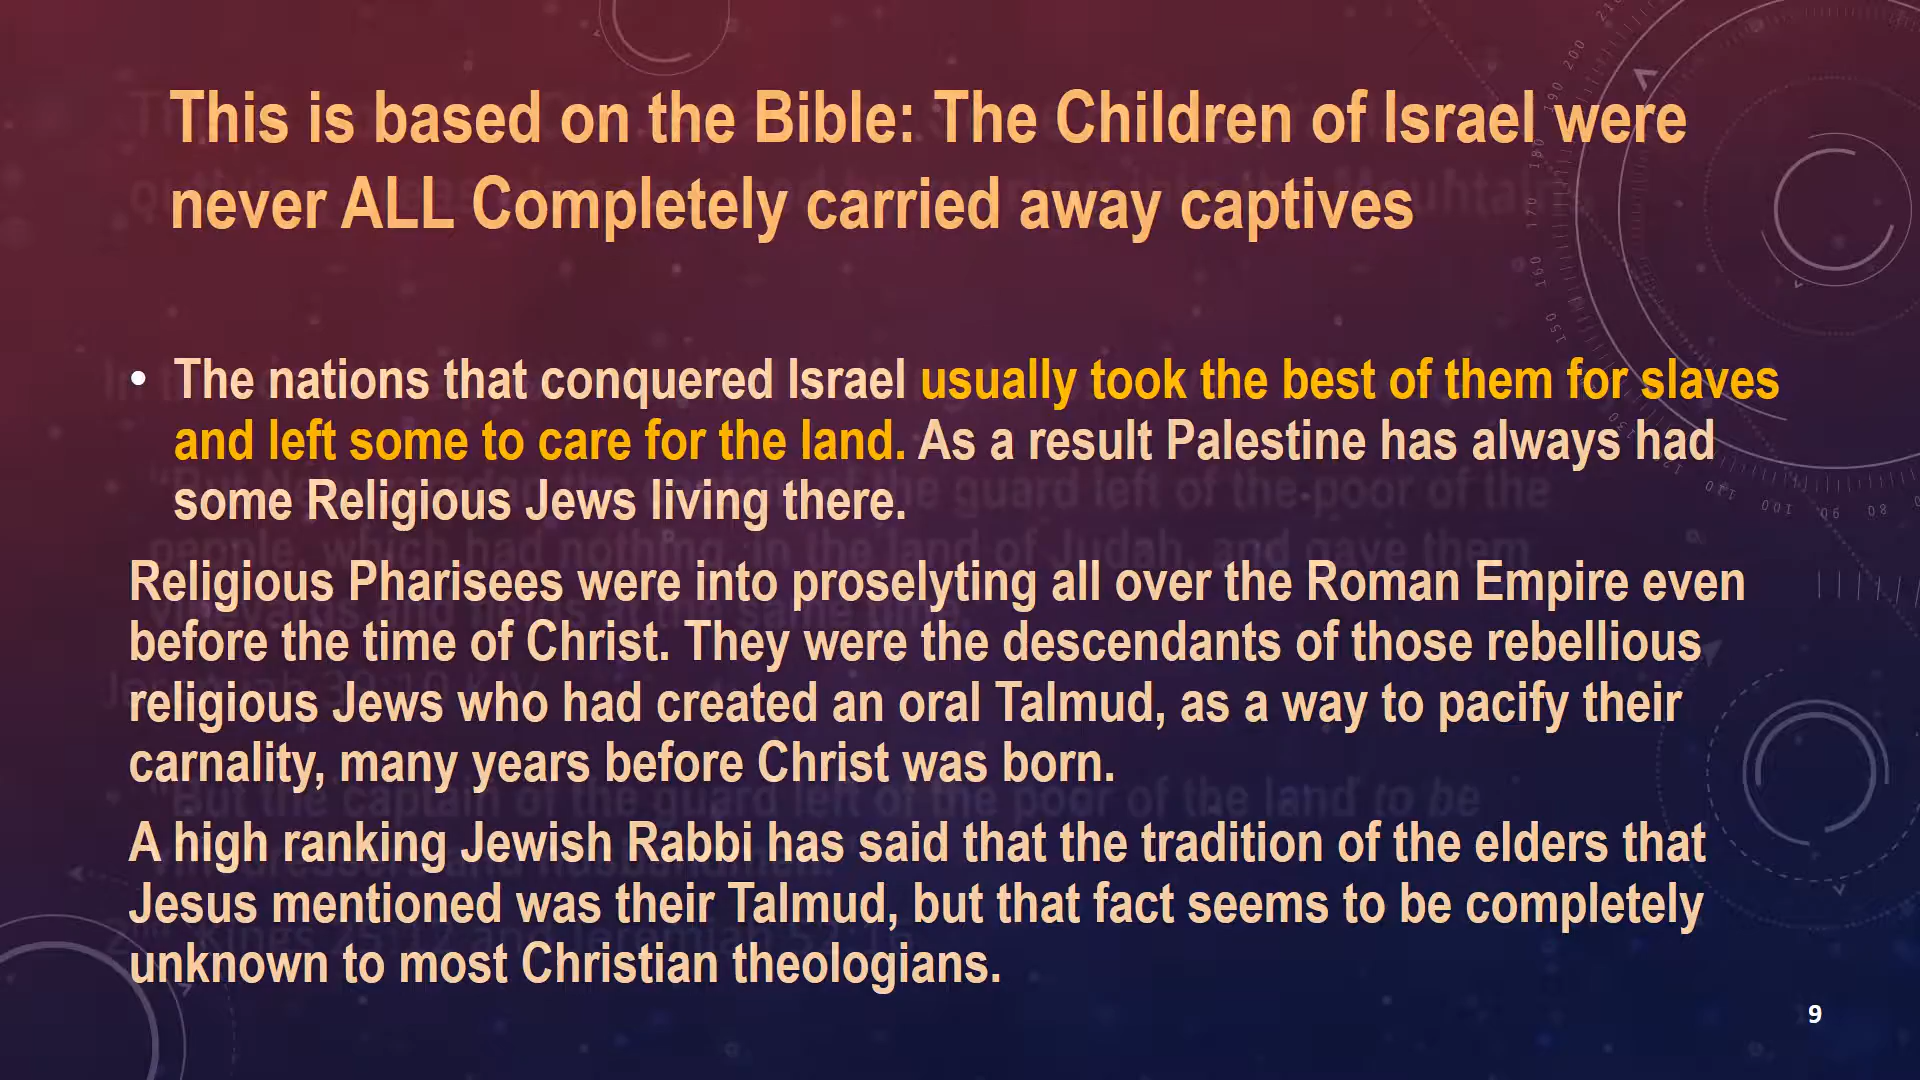 This is based on the Bible: The Children of Israel were
never ALL Completely carried away captives
• The nations that conquered Israel usually took the best of them for slaves
and left some to care for the land. As a result Palestine has always had
some Religious Jews living there.
Religious Pharisees were into proselyting all over the Roman Empire even
before the time of Christ. They were the descendants of those rebellious
religious Jews who had created an oral Talmud, as a way to pacify their
carnality, many years before Christ was born.
A high ranking Jewish Rabbi has said that the tradition of the elders that
Jesus mentioned was their Talmud, but that fact seems to be completely
unknown to most Christian theologians.
9